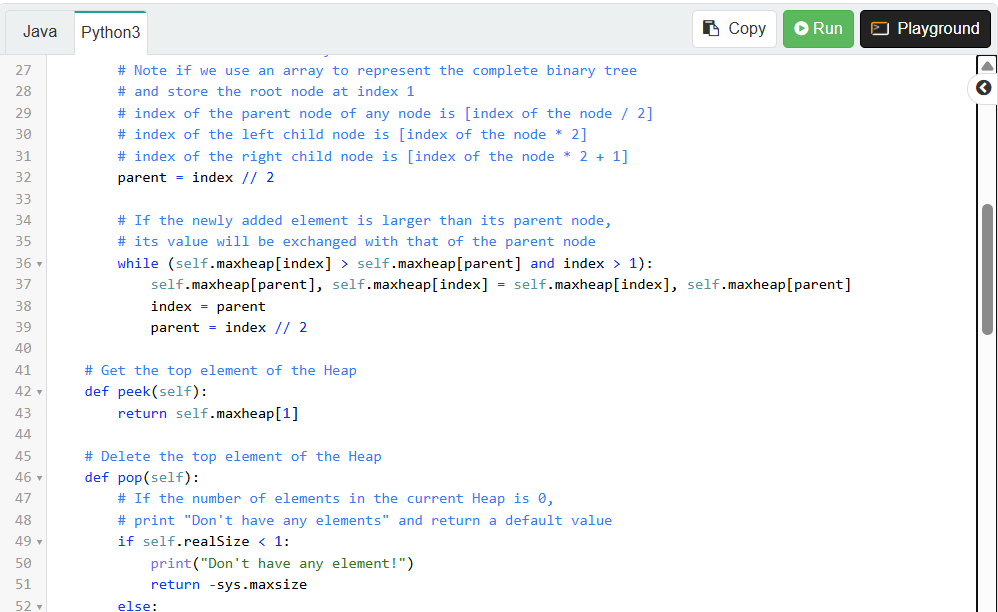 Java Python3 Copy Run Playground
27 # Note if we use an array to represent the complete binary tree
28 # and store the root node at index 1
29 # index of the parent node of any node is [index of the node / 2]
30 # index of the left child node is [index of the node * 2]
31 # index of the right child node is [index of the node * 2 + 1]
32 parent = index // 2
33
34 # If the newly added element is larger than its parent node,
35 # its value will be exchanged with that of the parent node
36 while (self.maxheap[index] > self.maxheap[parent] and index > 1):
37 self.maxheap[parent], self.maxheap[index] = self.maxheap[index], self.maxheap[parent]
38 index = parent
39 parent = index // 2
40
41 # Get the top element of the Heap
42 def peek(self):
43 return self.maxheap[1]
44
45 # Delete the top element of the Heap
46 def pop(self):
47 # If the number of elements in the current Heap is 0,
48 # print "Don't have any elements" and return a default value
49 if self.realSize < 1:
50 print("Don't have any element!")
51 return -sys.maxsize
52 else: